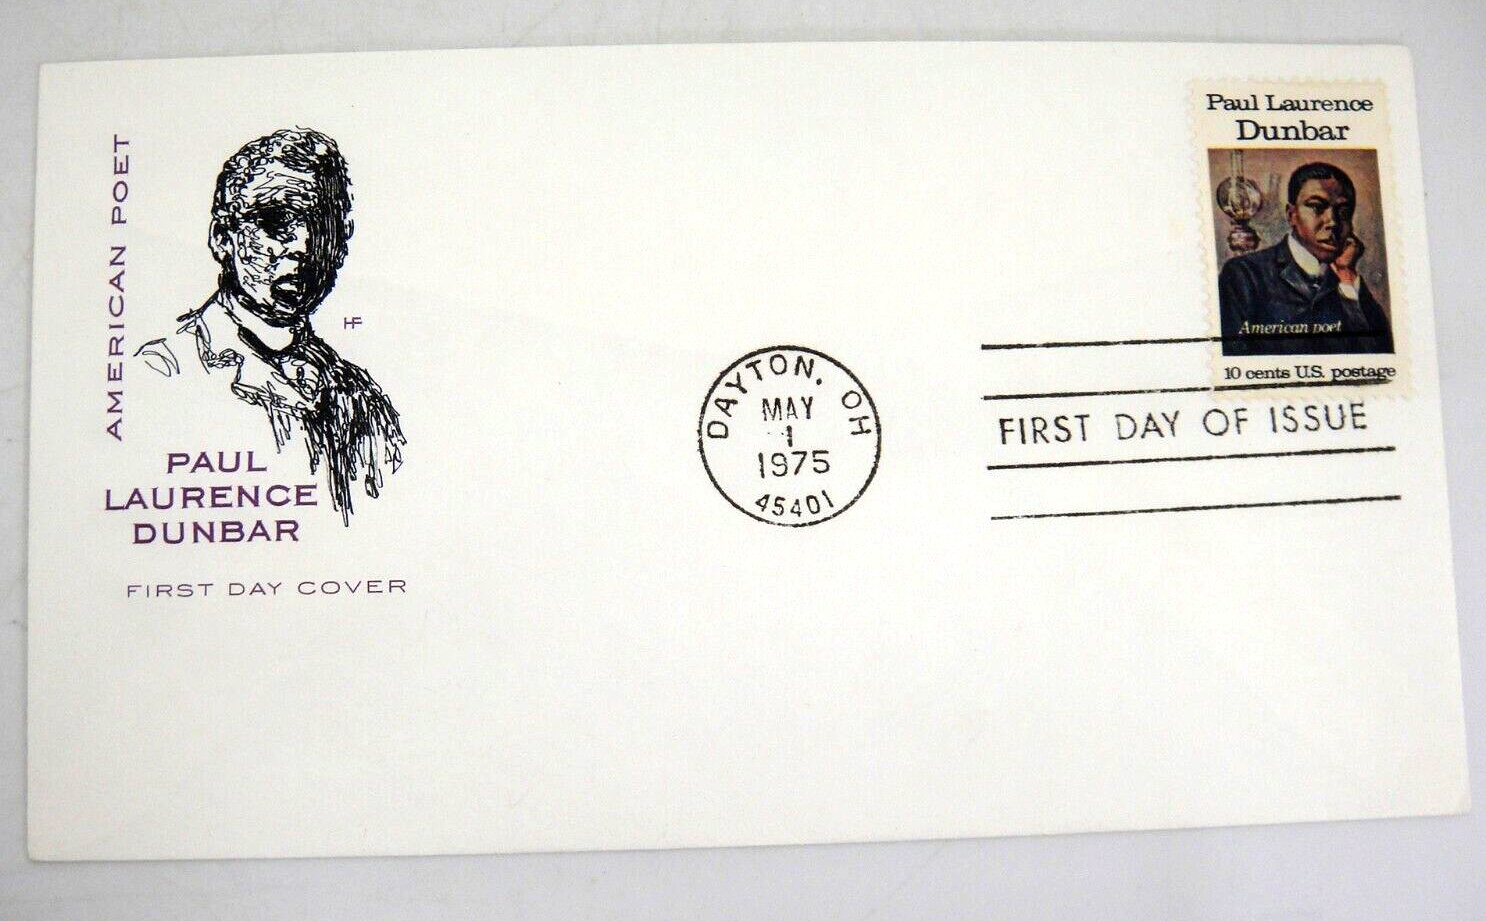 AMERICAN POET
HF
PAUL
LAURENCE
DUNBAR
FIRST DAY COVER
DAYTON, OH
MAY
1
1975
45401
Paul Laurence
Dunbar
American poet
10 cents U.S. postage
FIRST DAY OF ISSUE